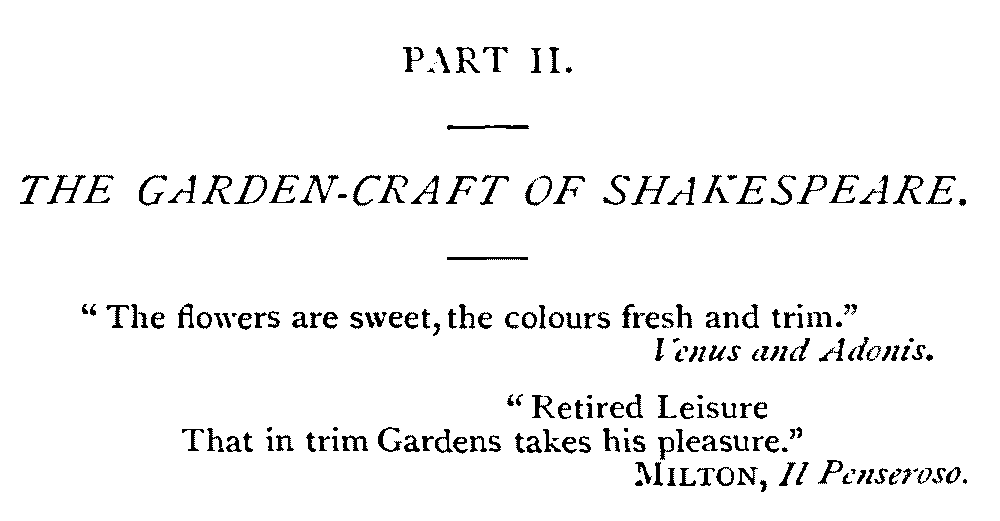 PART II.
THE GARDEN-CRAFT OF SHAKESPEARE.
“ The flowers are sweet, the colours fresh and trim.”
Venus and Adonis.
“ Retired Leisure
That in trim Gardens takes his pleasure.”
MILTON, Il Penseroso.